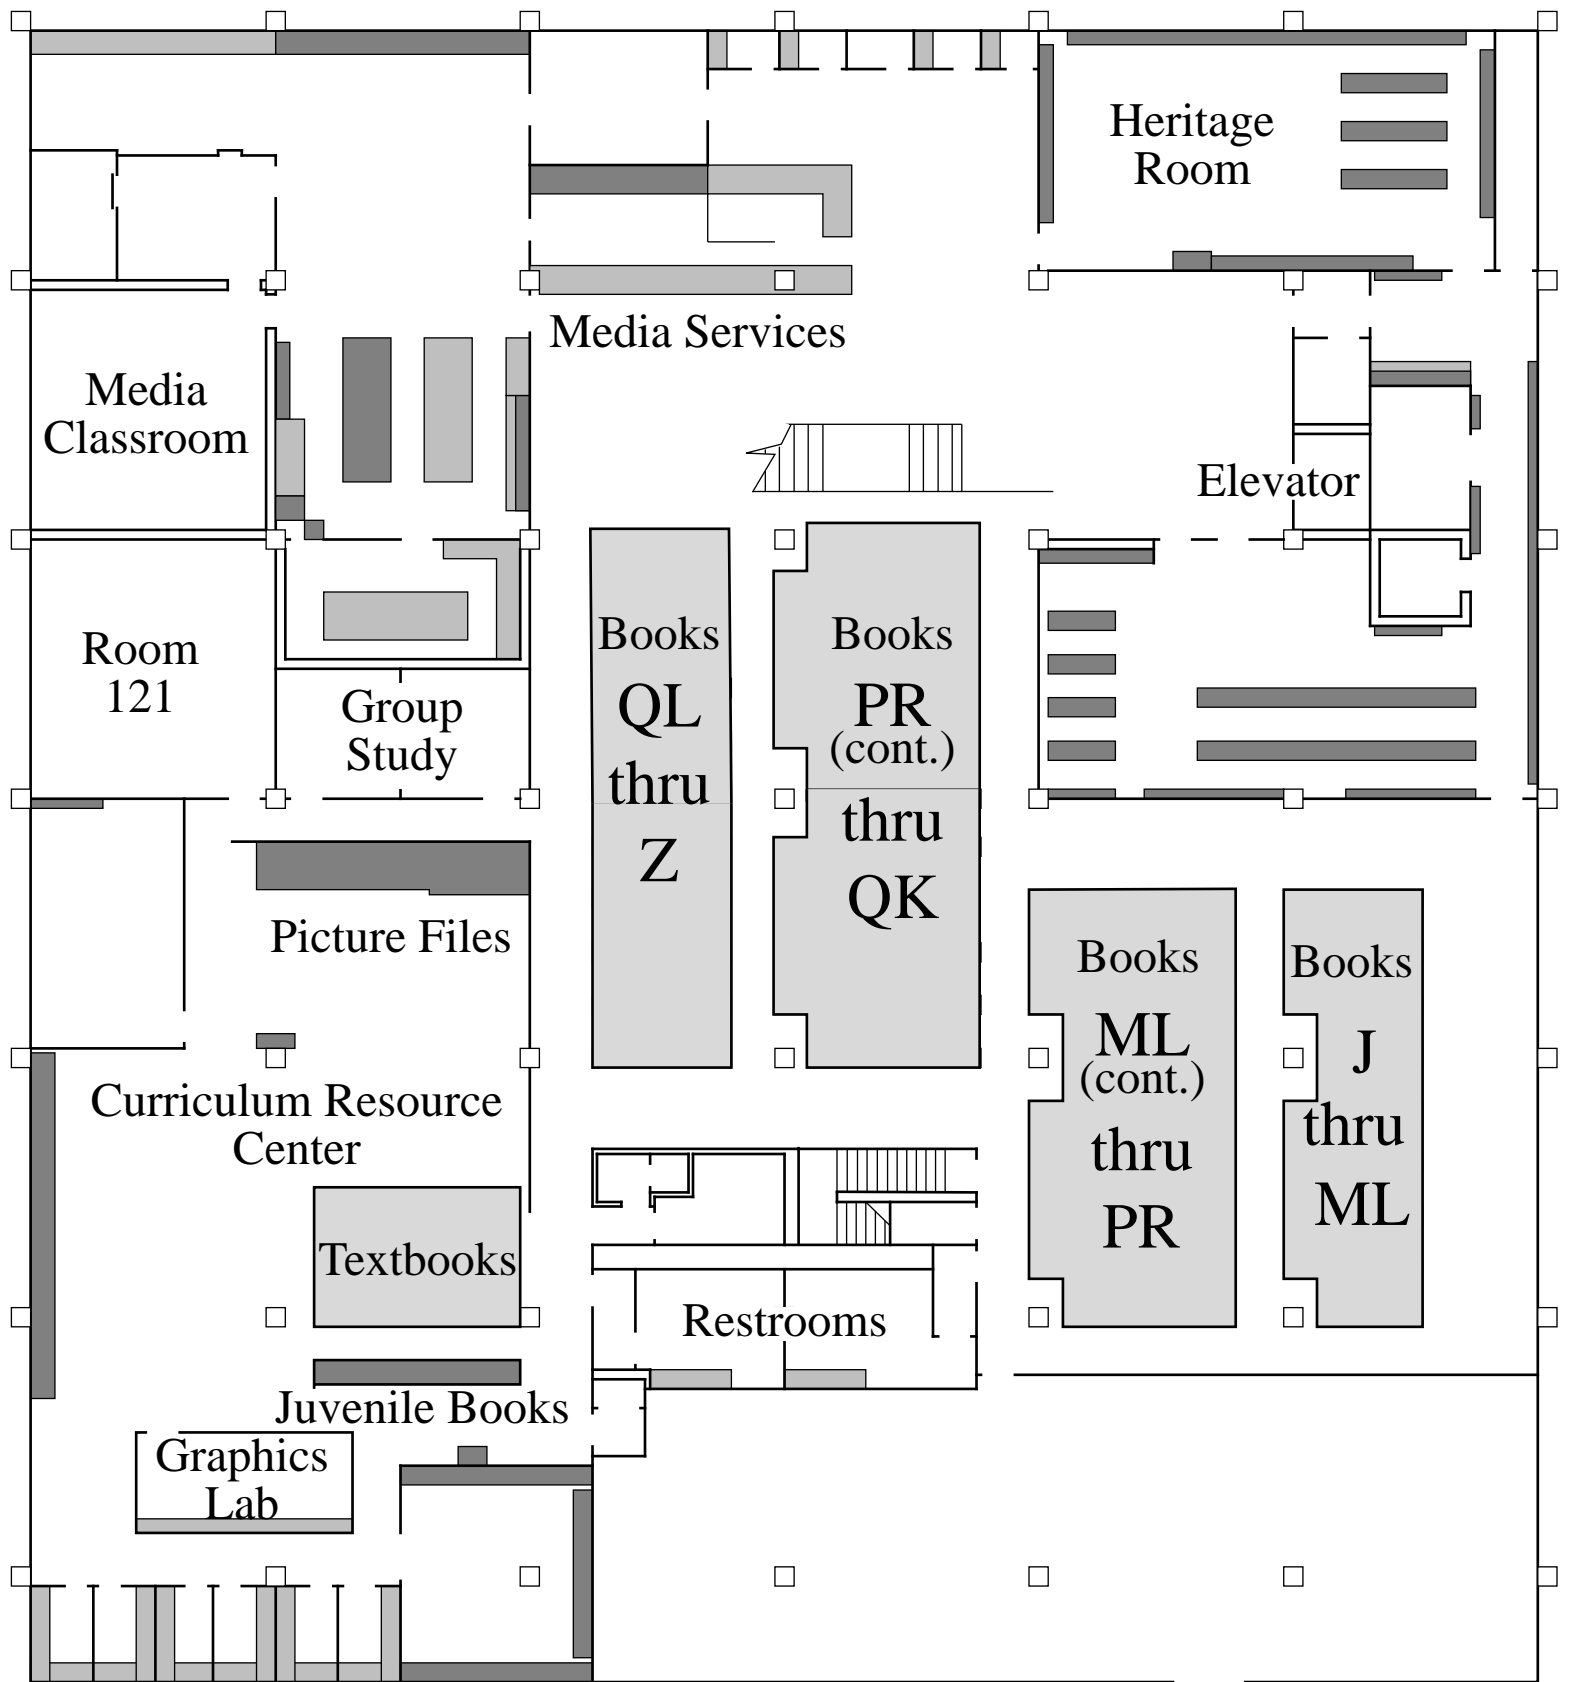 Heritage
Room
Media Services
Media
Classroom
Elevator
Room
121
Group
Study
Books
QL
thru
Z
Books
PR
(cont.)
thru
QK
Picture Files
Books
ML
(cont.)
thru
PR
Books
J
thru
ML
Curriculum Resource
Center
Textbooks
Restrooms
Juvenile Books
Graphics
Lab